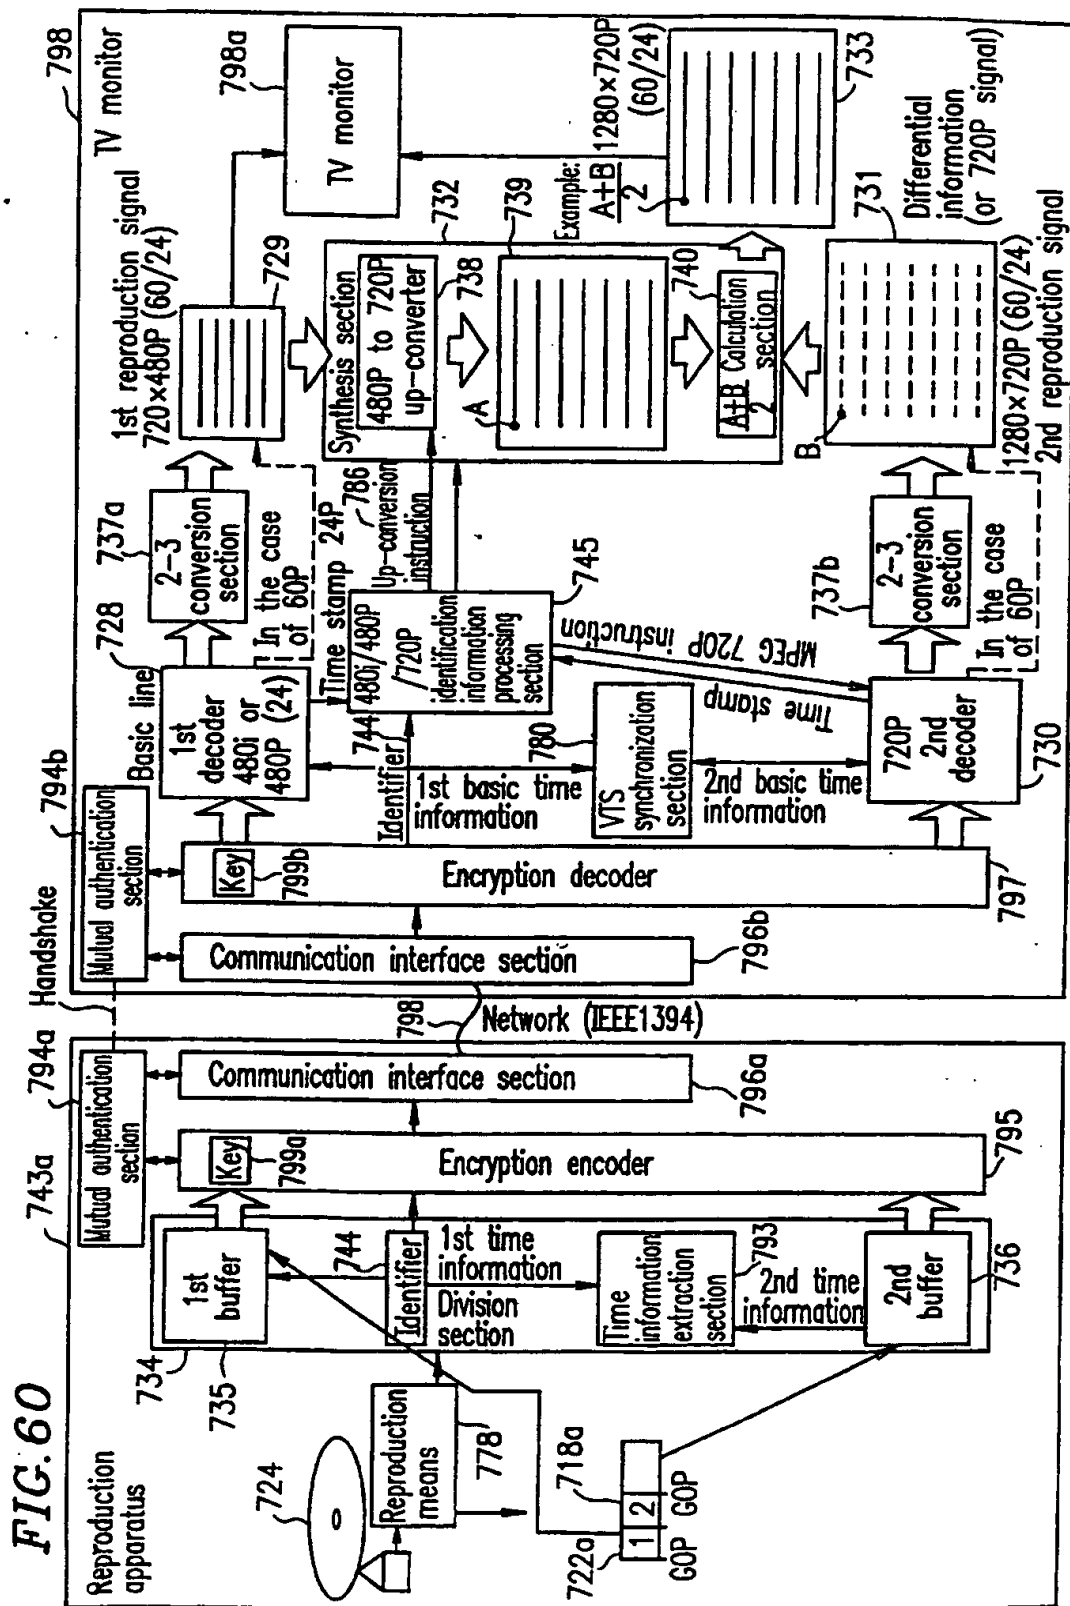 FIG.60
Reproduction
apparatus
743a
794a Handshake
794b
798
TV monitor
Mutual authentication
section
Mutual authentication
section
724
Reproduction
means
778
722a
718a
1 2
GOP GOP
734
735
1st
buffer
744
Identifier
1st time
information
Division
section
Time
information
extraction
section
793
2nd time
information
2nd
buffer
736
Key
799a
Encryption encoder
795
Communication interface section
796a
798
Network (IEEE1394)
Communication interface section
796b
Key
799b
Encryption decoder
797
Basic line
728
1st
decoder
480i or
480P (24)
In the case
of 60P
737a
2-3
conversion
section
1st reproduction signal
720×480P (60/24)
729
TV monitor
798a
Time stamp 24P
744
Identifier
480i/480P
/720P
identification
information
processing
section
745
786
Up-conversion
instruction
1st basic time
information
780
VTS
synchronization
section
2nd basic time
information
MPEG 720P instruction
Time stamp
720P
2nd
decoder
730
In the case
of 60P
737b
2-3
conversion
section
Synthesis section
732
480P to 720P
up-converter
738
739
A
740
A+B
2
Calculation
section
Example:
A+B
2
1280×720P
(60/24)
733
B
731
Differential
information
(or 720P signal)
1280×720P (60/24)
2nd reproduction signal